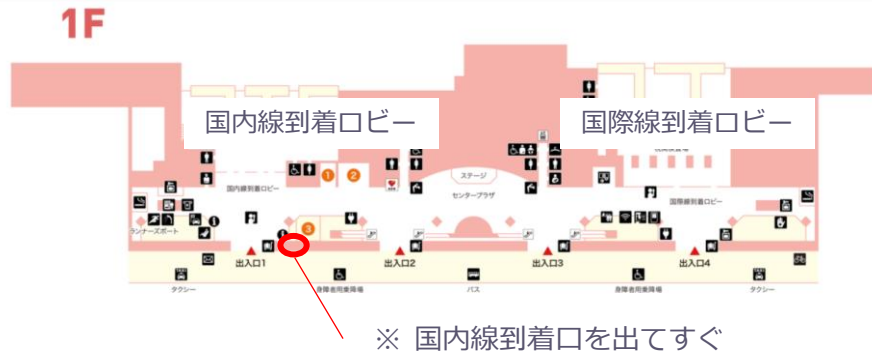 1F
国内線到着ロビー
国際線到着ロビー
1
2
ステージ
センタープラザ
国内線到着ロビー
国際線到着ロビー
ランナーズポート
3
出入口1
出入口2
出入口3
出入口4
タクシー
身障者用乗降場
バス
身障者用乗降場
タクシー
※ 国内線到着口を出てすぐ